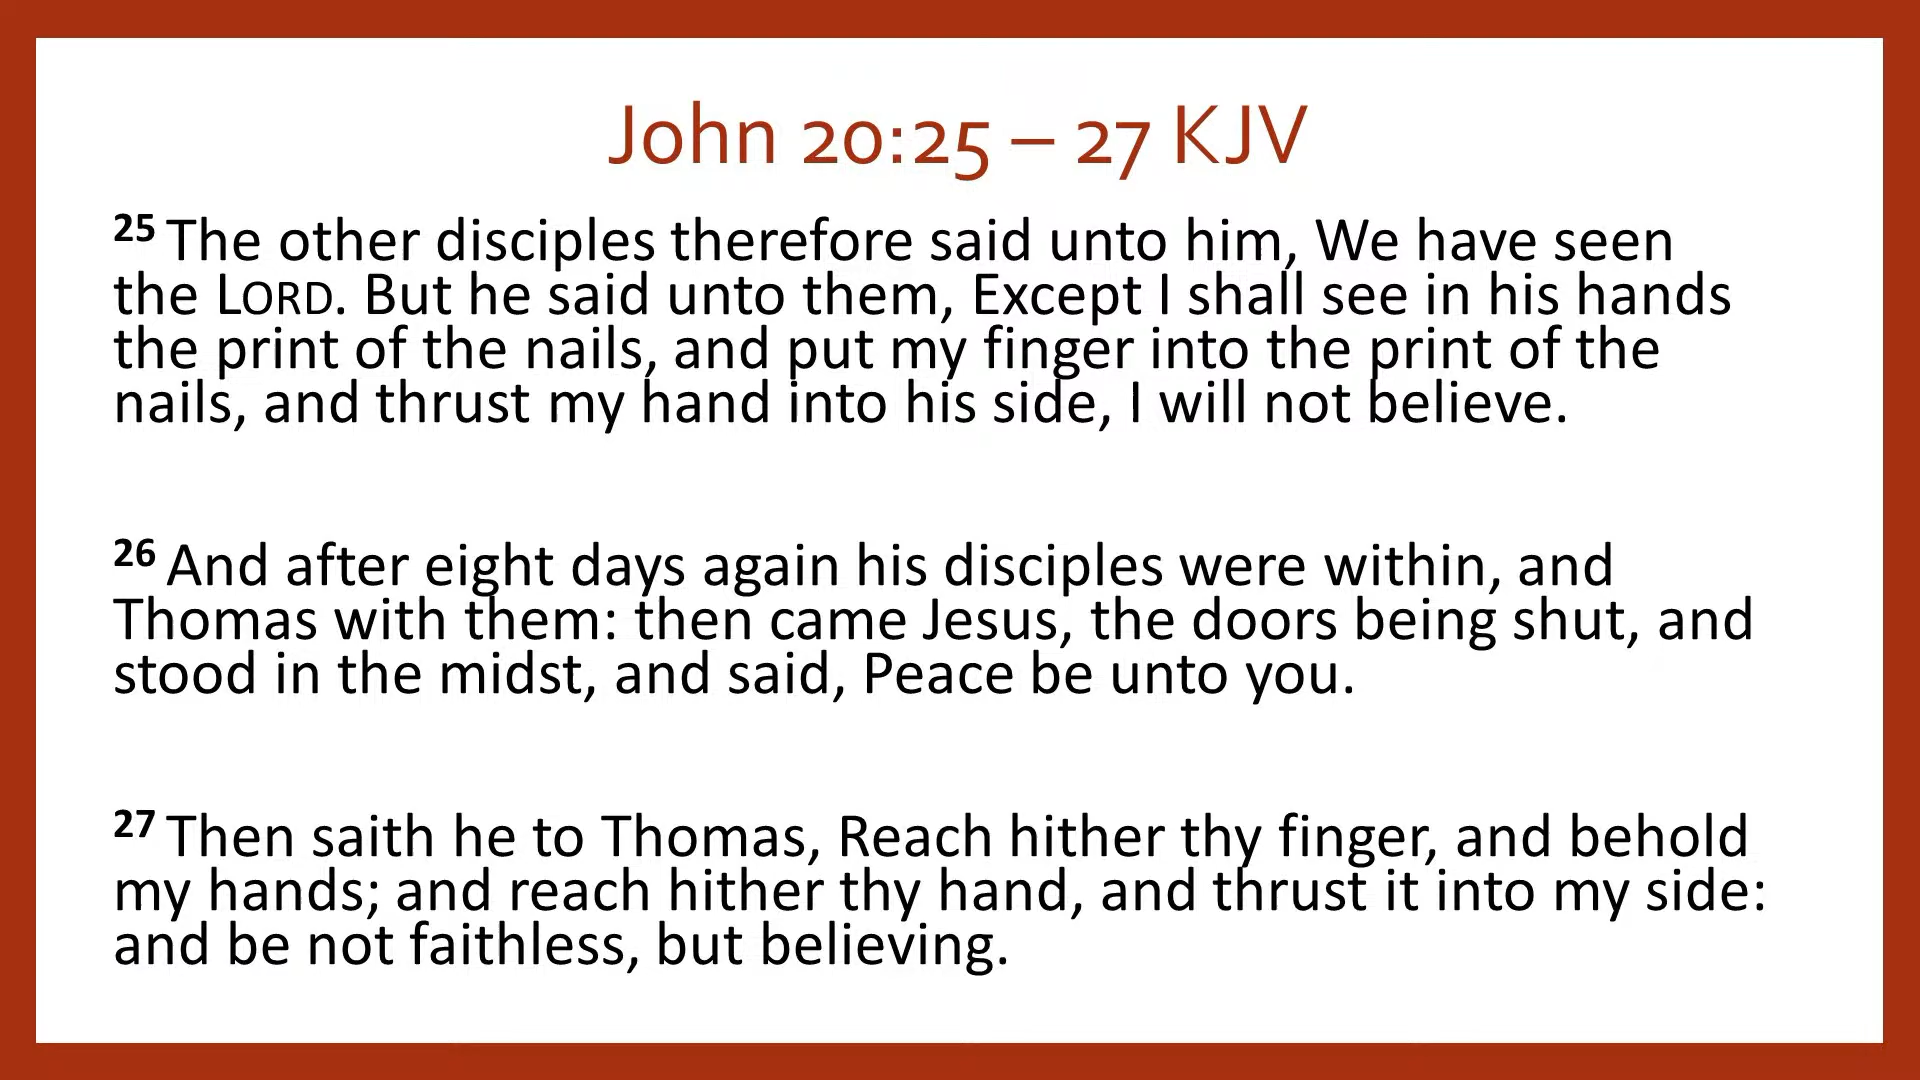 John 20:25 – 27 KJV
25 The other disciples therefore said unto him, We have seen
the LORD. But he said unto them, Except I shall see in his hands
the print of the nails, and put my finger into the print of the
nails, and thrust my hand into his side, I will not believe.
26 And after eight days again his disciples were within, and
Thomas with them: then came Jesus, the doors being shut, and
stood in the midst, and said, Peace be unto you.
27 Then saith he to Thomas, Reach hither thy finger, and behold
my hands; and reach hither thy hand, and thrust it into my side:
and be not faithless, but believing.